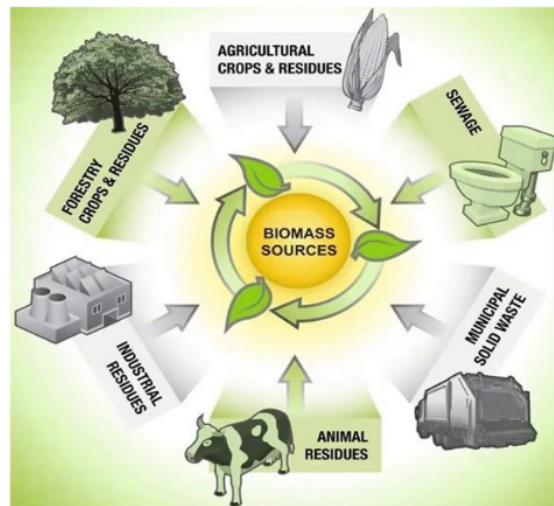 AGRICULTURAL
CROPS & RESIDUES
SEWAGE
FORESTRY
CROPS & RESIDUES
BIOMASS
SOURCES
MUNICIPAL
SOLID WASTE
INDUSTRIAL
RESIDUES
ANIMAL
RESIDUES